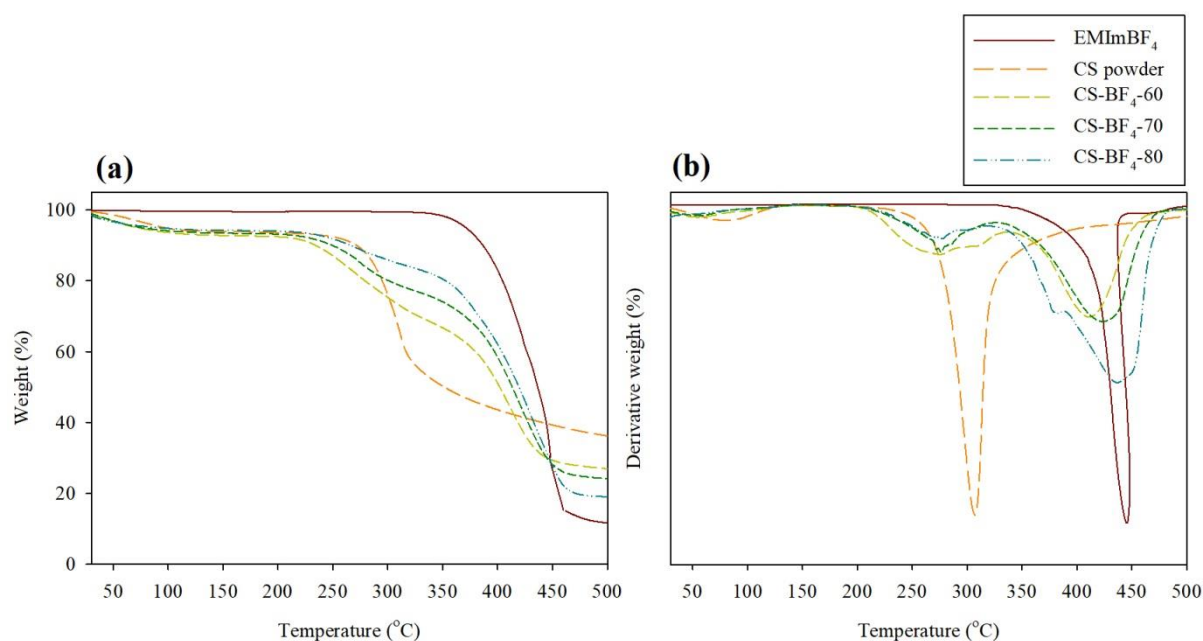 EMImBF₄
CS powder
CS-BF₄-60
CS-BF₄-70
CS-BF₄-80
(a)
100
80
60
40
20
0
Weight (%)
50 100 150 200 250 300 350 400 450 500
Temperature (°C)
(b)
Derivative weight (%)
50 100 150 200 250 300 350 400 450 500
Temperature (°C)